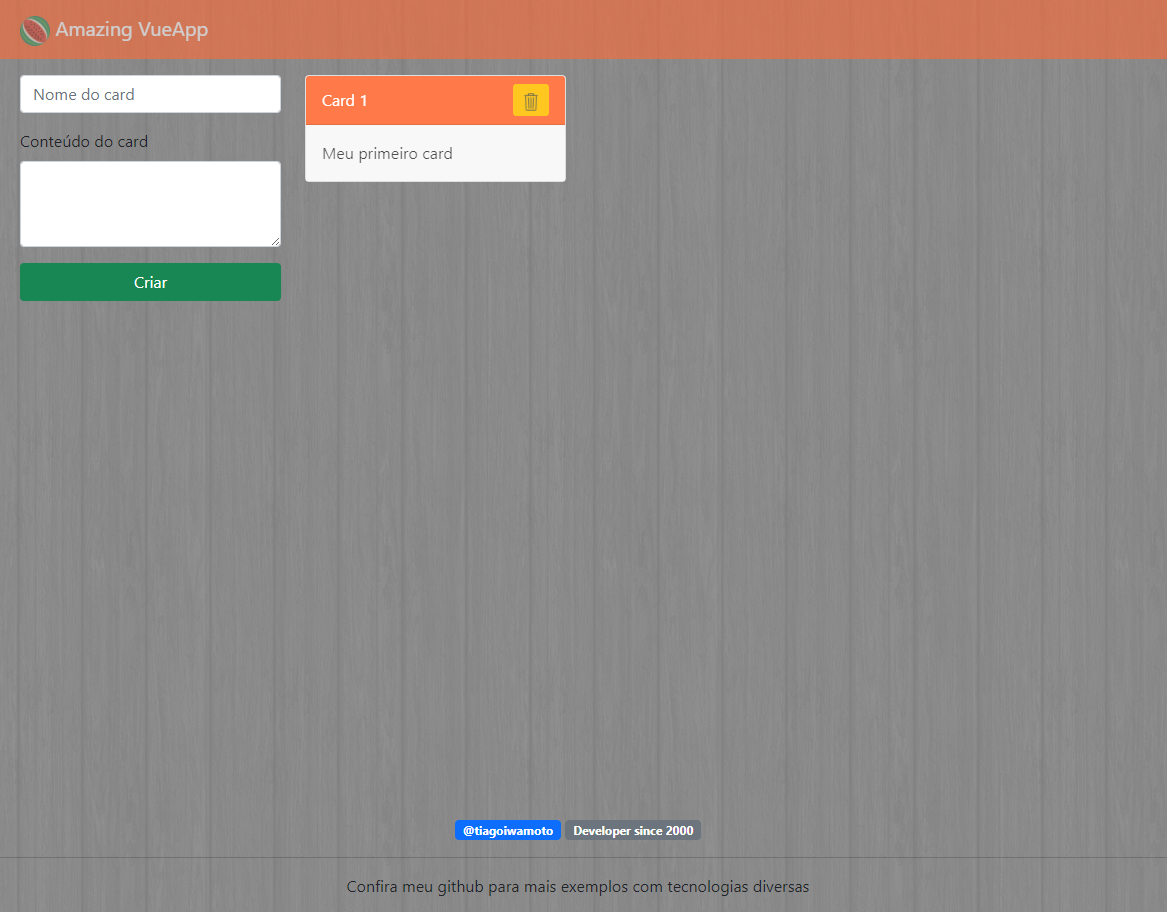 Amazing VueApp
Nome do card
Conteúdo do card
Criar
Card 1
Meu primeiro card
@tiagoiwamoto Developer since 2000
Confira meu github para mais exemplos com tecnologias diversas